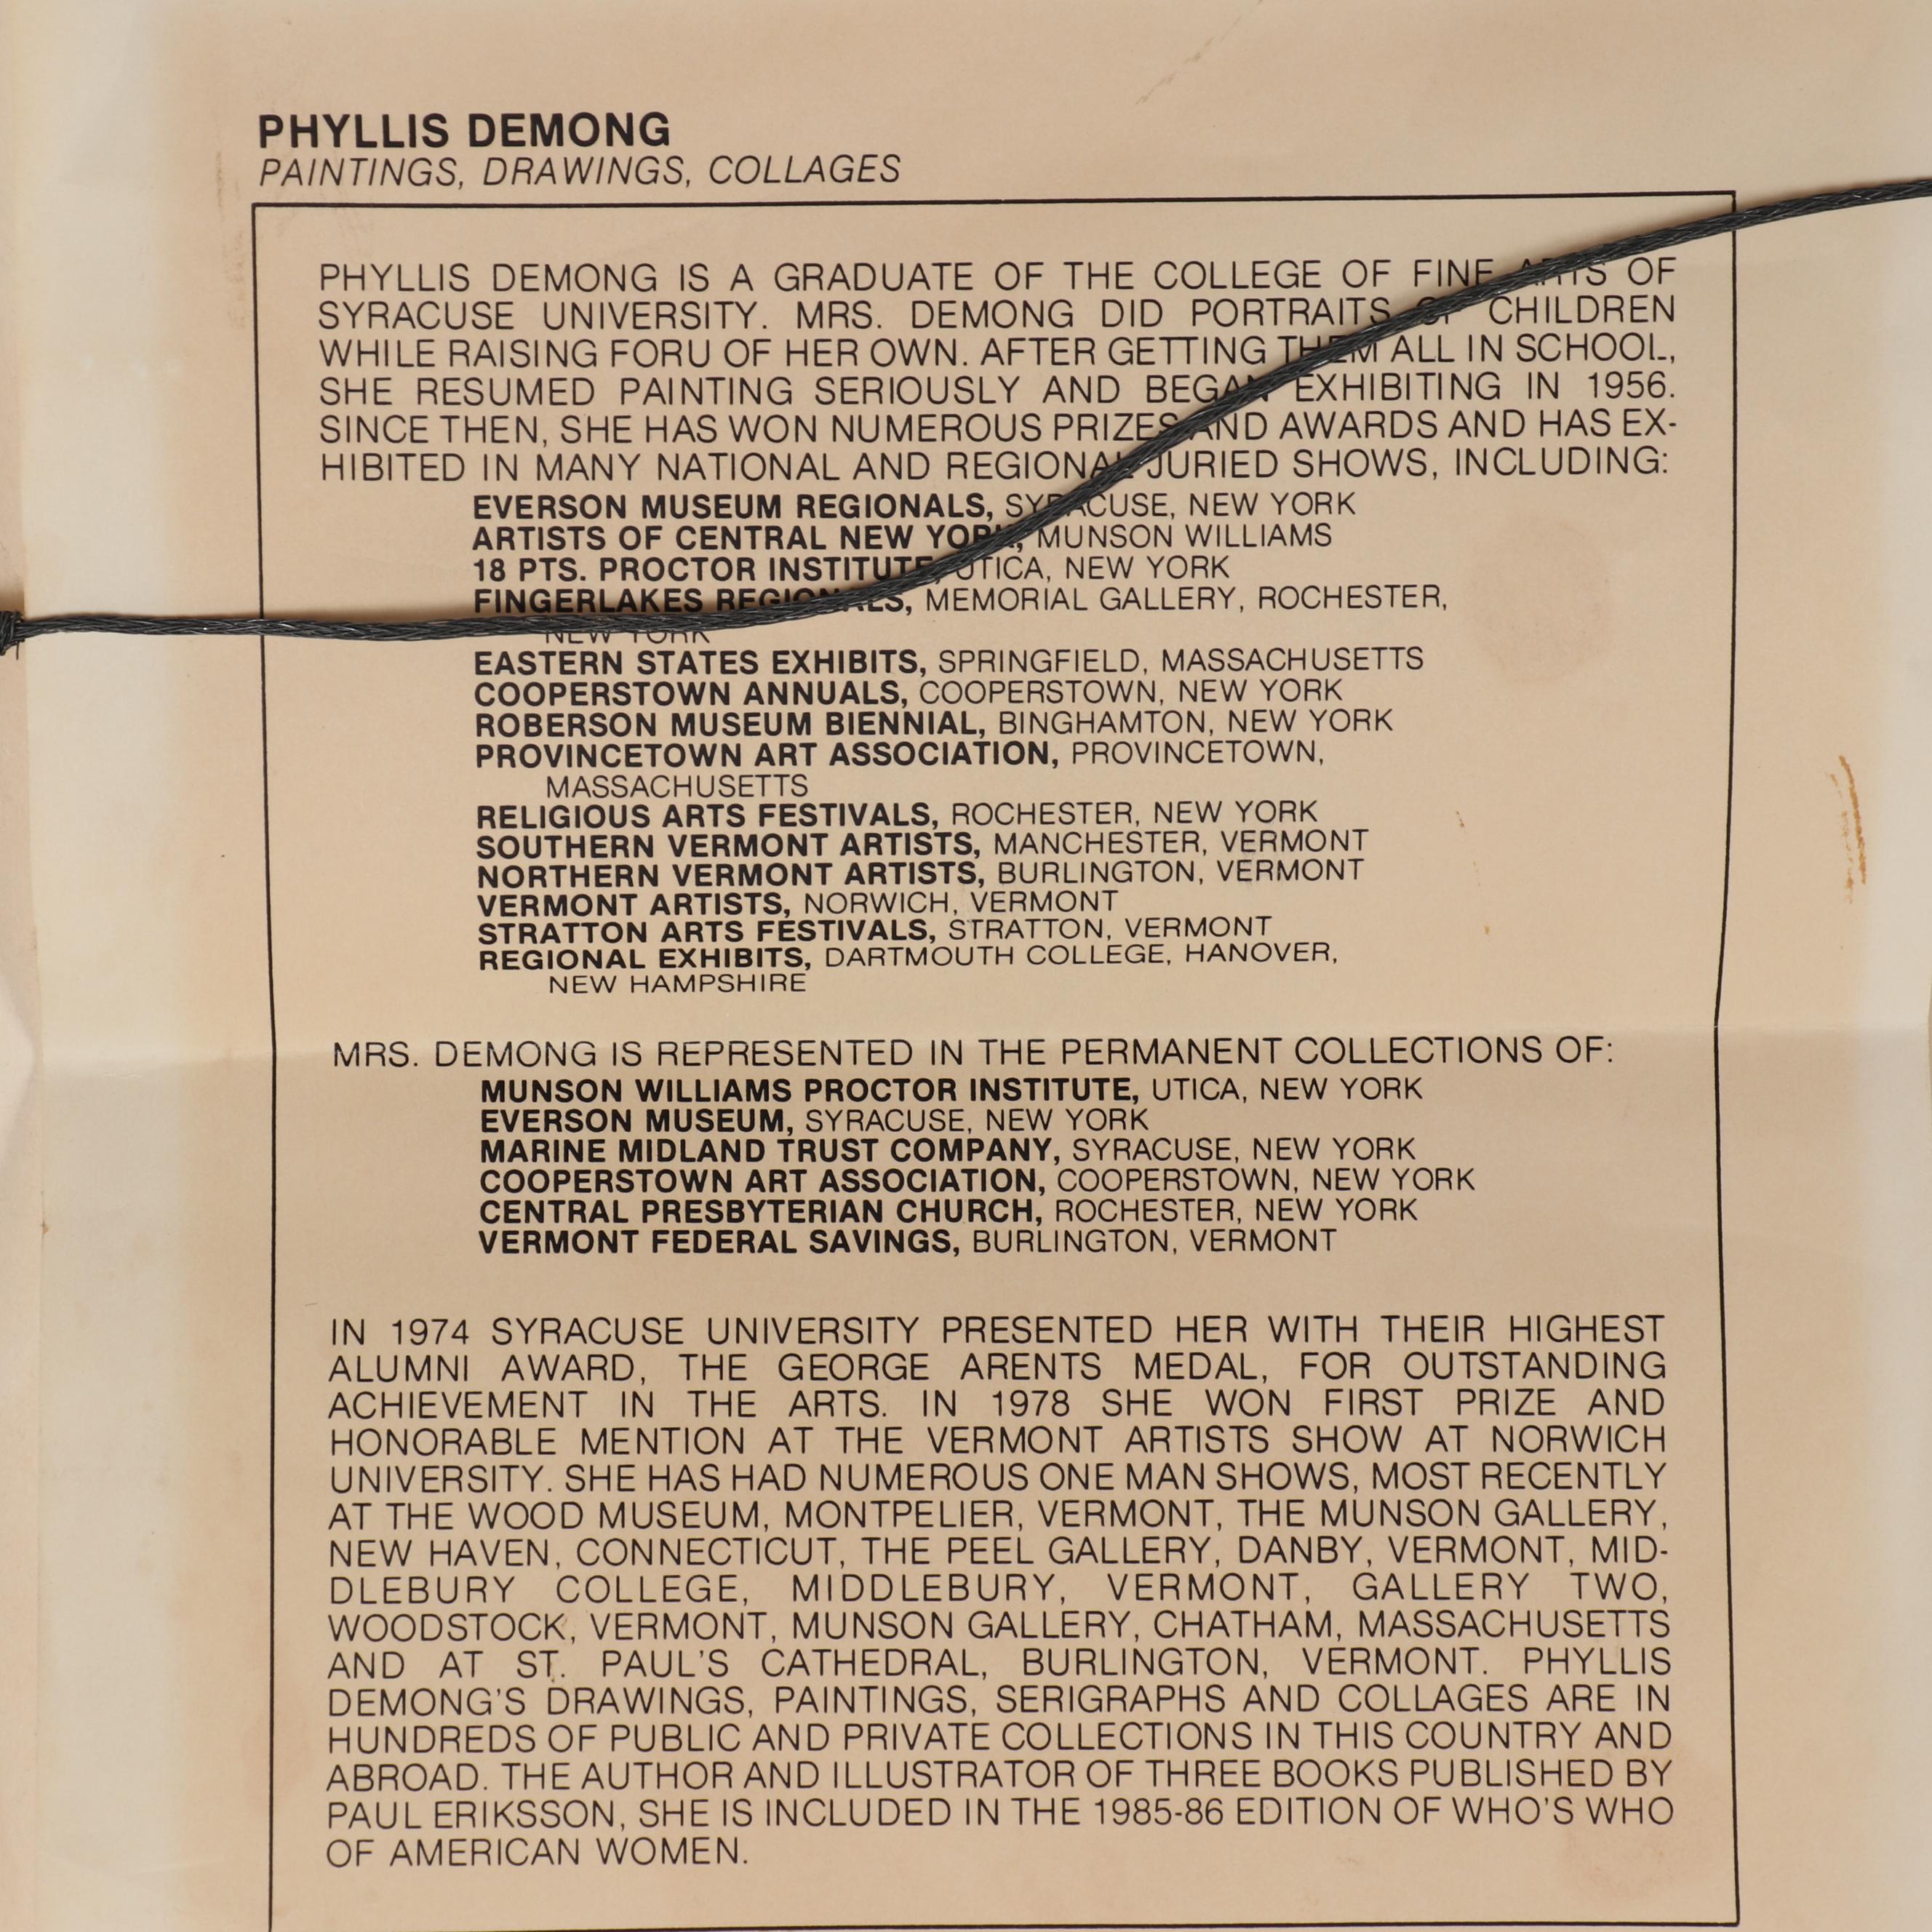 PHYLLIS DEMONG
PAINTINGS, DRAWINGS, COLLAGES
PHYLLIS DEMONG IS A GRADUATE OF THE COLLEGE OF FINE ARTS OF
SYRACUSE UNIVERSITY. MRS. DEMONG DID PORTRAITS OF CHILDREN
WHILE RAISING FORU OF HER OWN. AFTER GETTING THEM ALL IN SCHOOL,
SHE RESUMED PAINTING SERIOUSLY AND BEGAN EXHIBITING IN 1956.
SINCE THEN, SHE HAS WON NUMEROUS PRIZES AND AWARDS AND HAS EX-
HIBITED IN MANY NATIONAL AND REGIONAL JURIED SHOWS, INCLUDING:
EVERSON MUSEUM REGIONALS, SYRACUSE, NEW YORK
ARTISTS OF CENTRAL NEW YORK, MUNSON WILLIAMS
18 PTS. PROCTOR INSTITUTE, UTICA, NEW YORK
FINGERLAKES REGIONALS, MEMORIAL GALLERY, ROCHESTER,
NEW YORK
EASTERN STATES EXHIBITS, SPRINGFIELD, MASSACHUSETTS
COOPERSTOWN ANNUALS, COOPERSTOWN, NEW YORK
ROBERSON MUSEUM BIENNIAL, BINGHAMTON, NEW YORK
PROVINCETOWN ART ASSOCIATION, PROVINCETOWN,
MASSACHUSETTS
RELIGIOUS ARTS FESTIVALS, ROCHESTER, NEW YORK
SOUTHERN VERMONT ARTISTS, MANCHESTER, VERMONT
NORTHERN VERMONT ARTISTS, BURLINGTON, VERMONT
VERMONT ARTISTS, NORWICH, VERMONT
STRATTON ARTS FESTIVALS, STRATTON, VERMONT
REGIONAL EXHIBITS, DARTMOUTH COLLEGE, HANOVER,
NEW HAMPSHIRE
MRS. DEMONG IS REPRESENTED IN THE PERMANENT COLLECTIONS OF:
MUNSON WILLIAMS PROCTOR INSTITUTE, UTICA, NEW YORK
EVERSON MUSEUM, SYRACUSE, NEW YORK
MARINE MIDLAND TRUST COMPANY, SYRACUSE, NEW YORK
COOPERSTOWN ART ASSOCIATION, COOPERSTOWN, NEW YORK
CENTRAL PRESBYTERIAN CHURCH, ROCHESTER, NEW YORK
VERMONT FEDERAL SAVINGS, BURLINGTON, VERMONT
IN 1974 SYRACUSE UNIVERSITY PRESENTED HER WITH THEIR HIGHEST
ALUMNI AWARD, THE GEORGE ARENTS MEDAL, FOR OUTSTANDING
ACHIEVEMENT IN THE ARTS. IN 1978 SHE WON FIRST PRIZE AND
HONORABLE MENTION AT THE VERMONT ARTISTS SHOW AT NORWICH
UNIVERSITY. SHE HAS HAD NUMEROUS ONE MAN SHOWS, MOST RECENTLY
AT THE WOOD MUSEUM, MONTPELIER, VERMONT, THE MUNSON GALLERY,
NEW HAVEN, CONNECTICUT, THE PEEL GALLERY, DANBY, VERMONT, MID-
DLEBURY COLLEGE, MIDDLEBURY, VERMONT, GALLERY TWO,
WOODSTOCK, VERMONT, MUNSON GALLERY, CHATHAM, MASSACHUSETTS
AND AT ST. PAUL'S CATHEDRAL, BURLINGTON, VERMONT. PHYLLIS
DEMONG'S DRAWINGS, PAINTINGS, SERIGRAPHS AND COLLAGES ARE IN
HUNDREDS OF PUBLIC AND PRIVATE COLLECTIONS IN THIS COUNTRY AND
ABROAD. THE AUTHOR AND ILLUSTRATOR OF THREE BOOKS PUBLISHED BY
PAUL ERIKSSON, SHE IS INCLUDED IN THE 1985-86 EDITION OF WHO'S WHO
OF AMERICAN WOMEN.